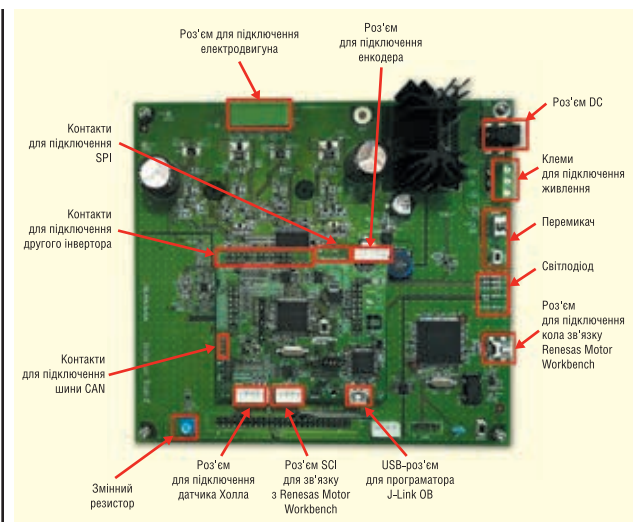 Роз'єм для підключення
електродвигуна
Роз'єм
для підключення
енкодера
Роз'єм DC
Контакти
для підключення
SPI
Клеми
для підключення
живлення
Контакти
для підключення
другого інвертора
Перемикач
Світлодіод
Роз'єм
для підключення
кола зв'язку
Renesas Motor
Workbench
Контакти
для підключення
шини CAN
Змінний
резистор
Роз'єм
для підключення
датчика Холла
Роз'єм SCI
для зв'язку
з Renesas Motor
Workbench
USB-роз'єм
для програматора
J-Link OB